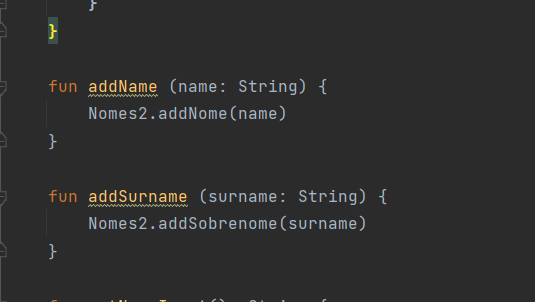 }
}
fun addName (name: String) {
Nomes2.addNome(name)
}
fun addSurname (surname: String) {
Nomes2.addSobrenome(surname)
}